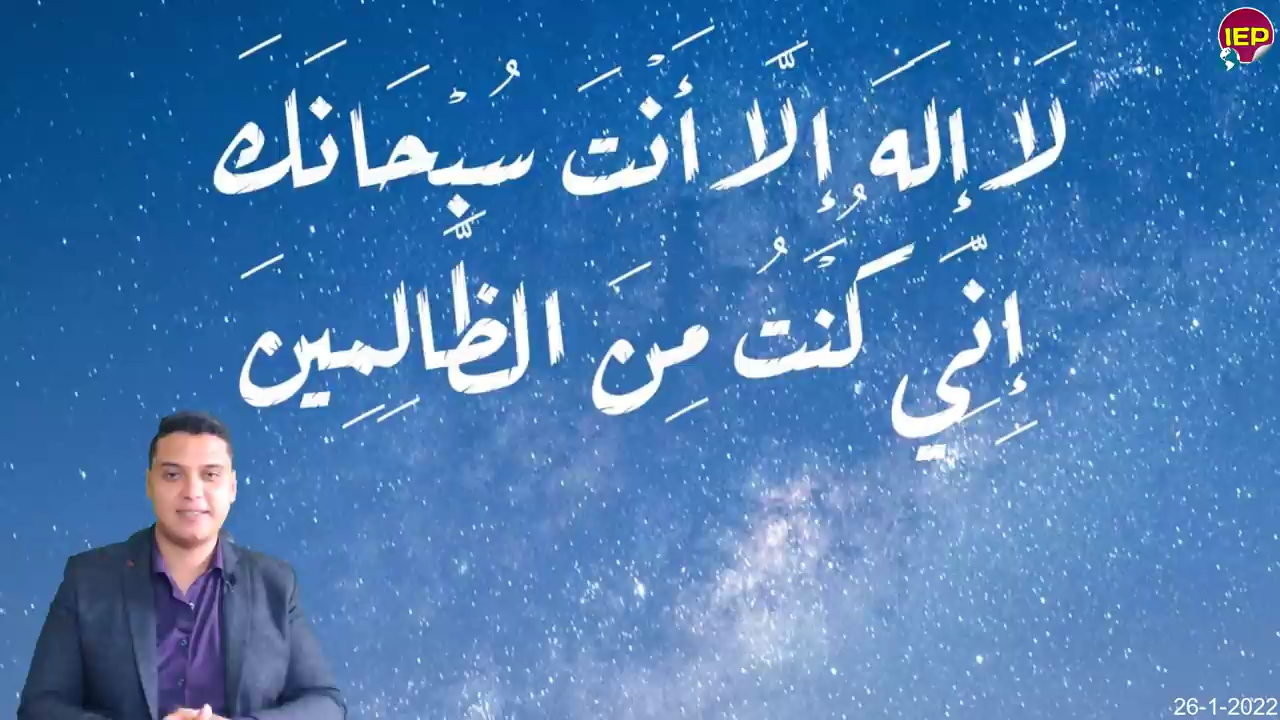 لَا إِلَهَ إِلَّا أَنْتَ سُبْحَانَكَ
إِنِّي كُنْتُ مِنَ الظَّالِمِينَ
IEP
26-1-2022